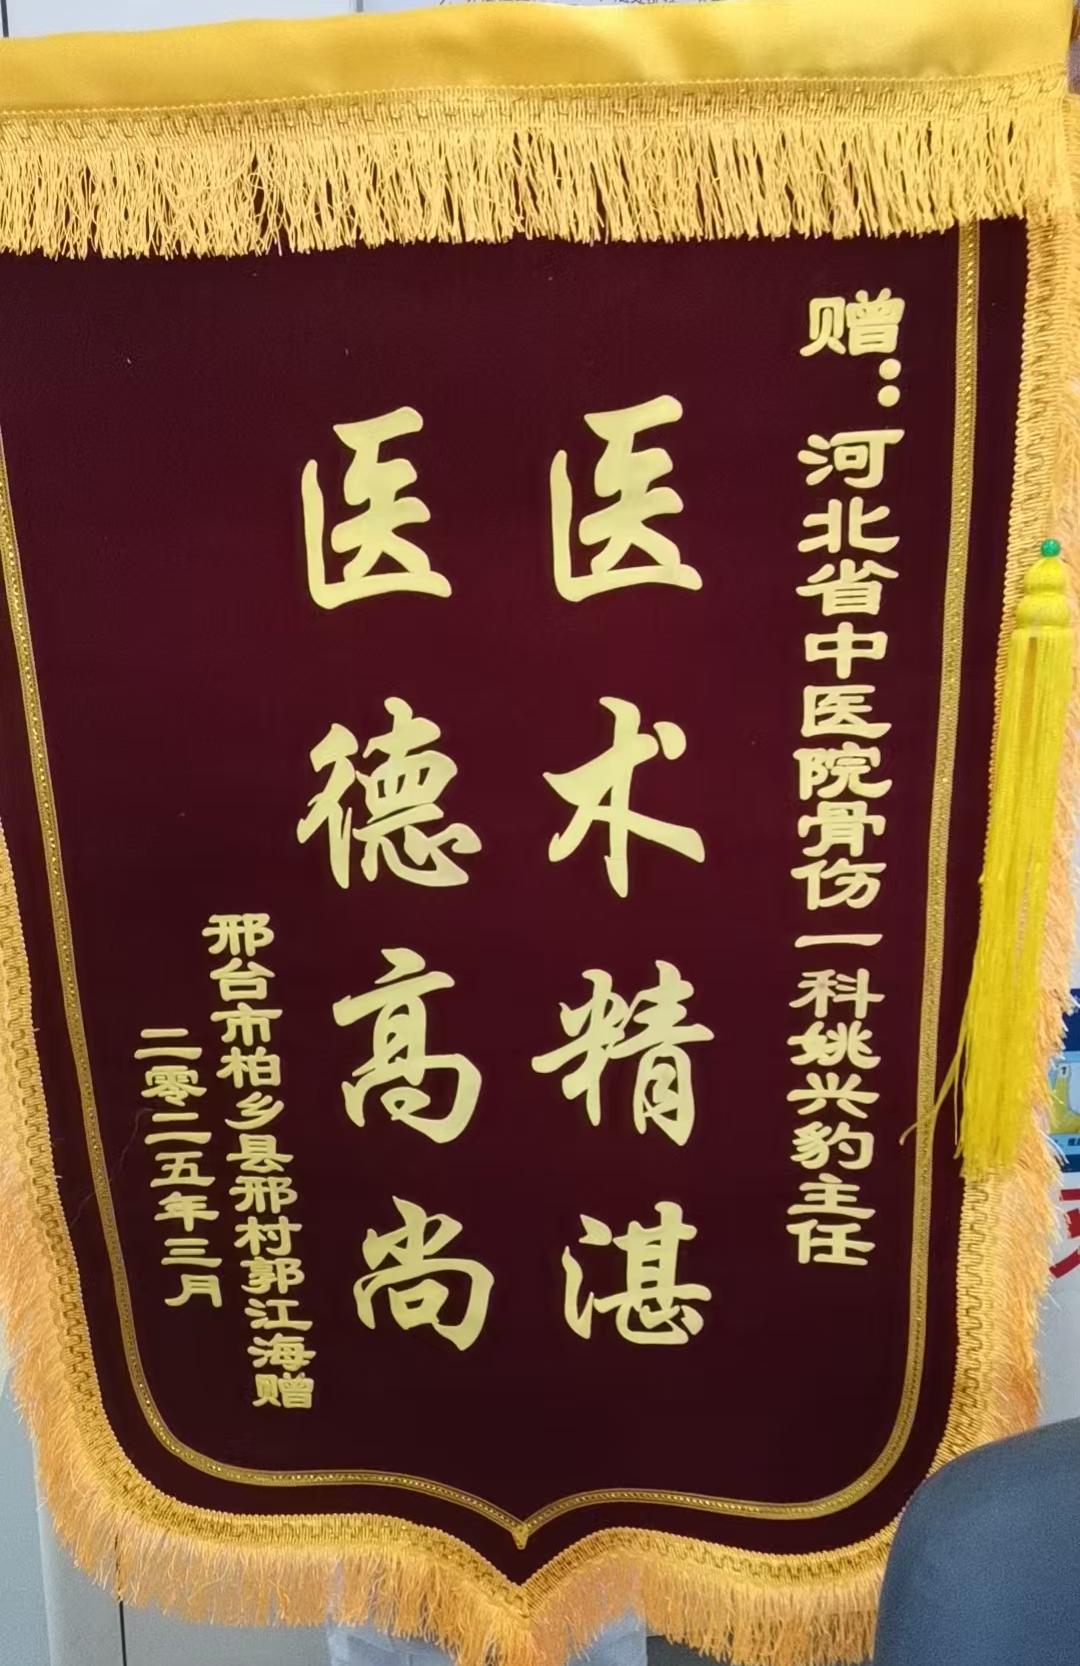 赠：河北省中医院骨伤一科姚兴豹主任
医术精湛
医德高尚
邢台市柏乡县邢村郭江海赠
二零二五年三月